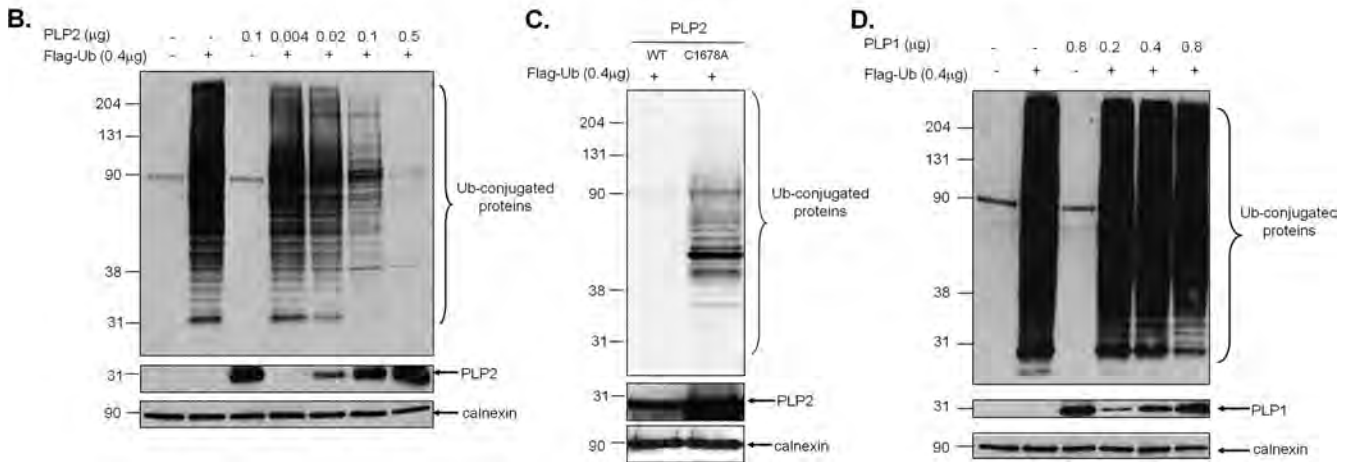 B.
PLP2 (μg) - - 0.1 0.004 0.02 0.1 0.5
Flag-Ub (0.4μg) - + - + + + +
204
131
90
38
31
Ub-conjugated
proteins
31
PLP2
90
calnexin
C.
PLP2
WT C1678A
Flag-Ub (0.4μg) + +
204
131
90
38
31
Ub-conjugated
proteins
31
PLP2
90
calnexin
D.
PLP1 (μg) - - 0.8 0.2 0.4 0.8
Flag-Ub (0.4μg) - + - + + +
204
131
90
38
31
Ub-conjugated
proteins
31
PLP1
90
calnexin